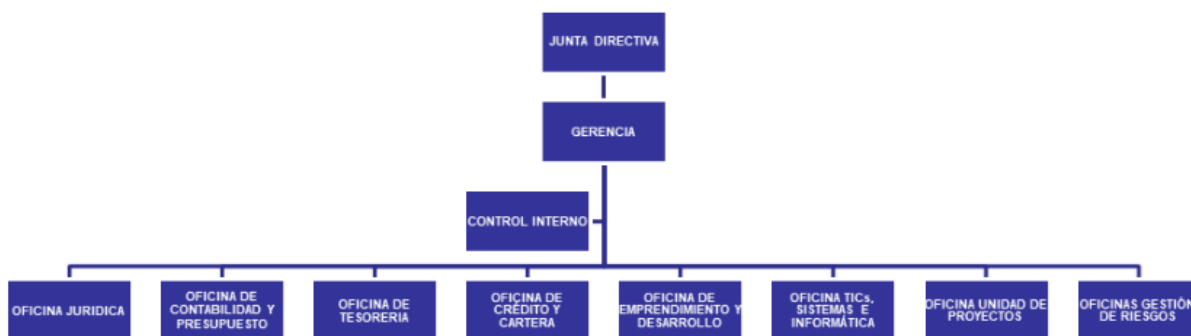 JUNTA DIRECTIVA
GERENCIA
CONTROL INTERNO
OFICINA JURIDICA
OFICINA DE
CONTABILIDAD Y
PRESUPUESTO
OFICINA DE
TESORERIA
OFICINA DE
CRÉDITO Y
CARTERA
OFICINA DE
EMPRENDIMIENTO Y
DESARROLLO
OFICINA TICs,
SISTEMAS E
INFORMÁTICA
OFICINA UNIDAD DE
PROYECTOS
OFICINAS GESTIÓN
DE RIESGOS